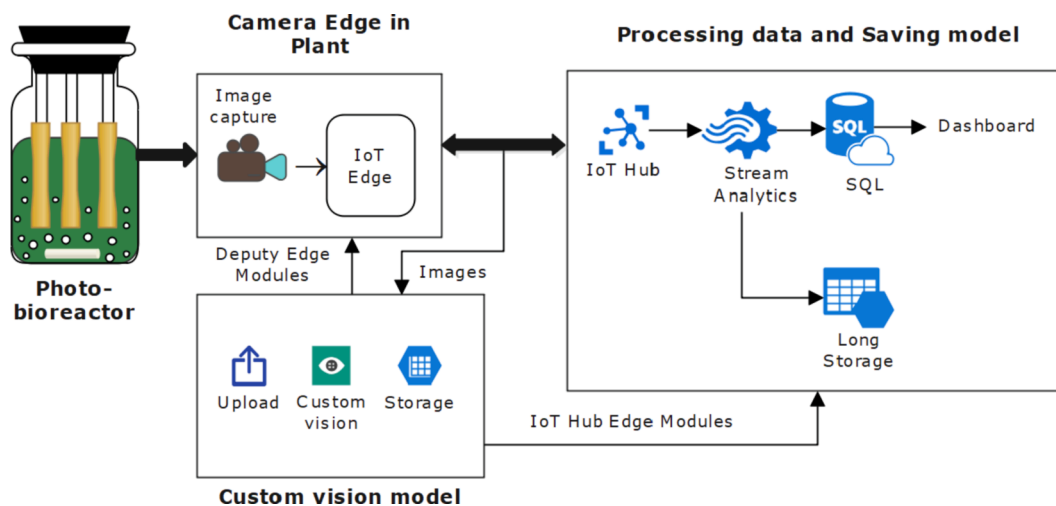 Camera Edge in
Plant
Processing data and Saving model
Image
capture
IoT
Edge
IoT Hub
Stream
Analytics
SQL
SQL
Dashboard
Deputy Edge
Modules
Images
Photo-
bioreactor
Long
Storage
Upload
Custom
vision
Storage
IoT Hub Edge Modules
Custom vision model